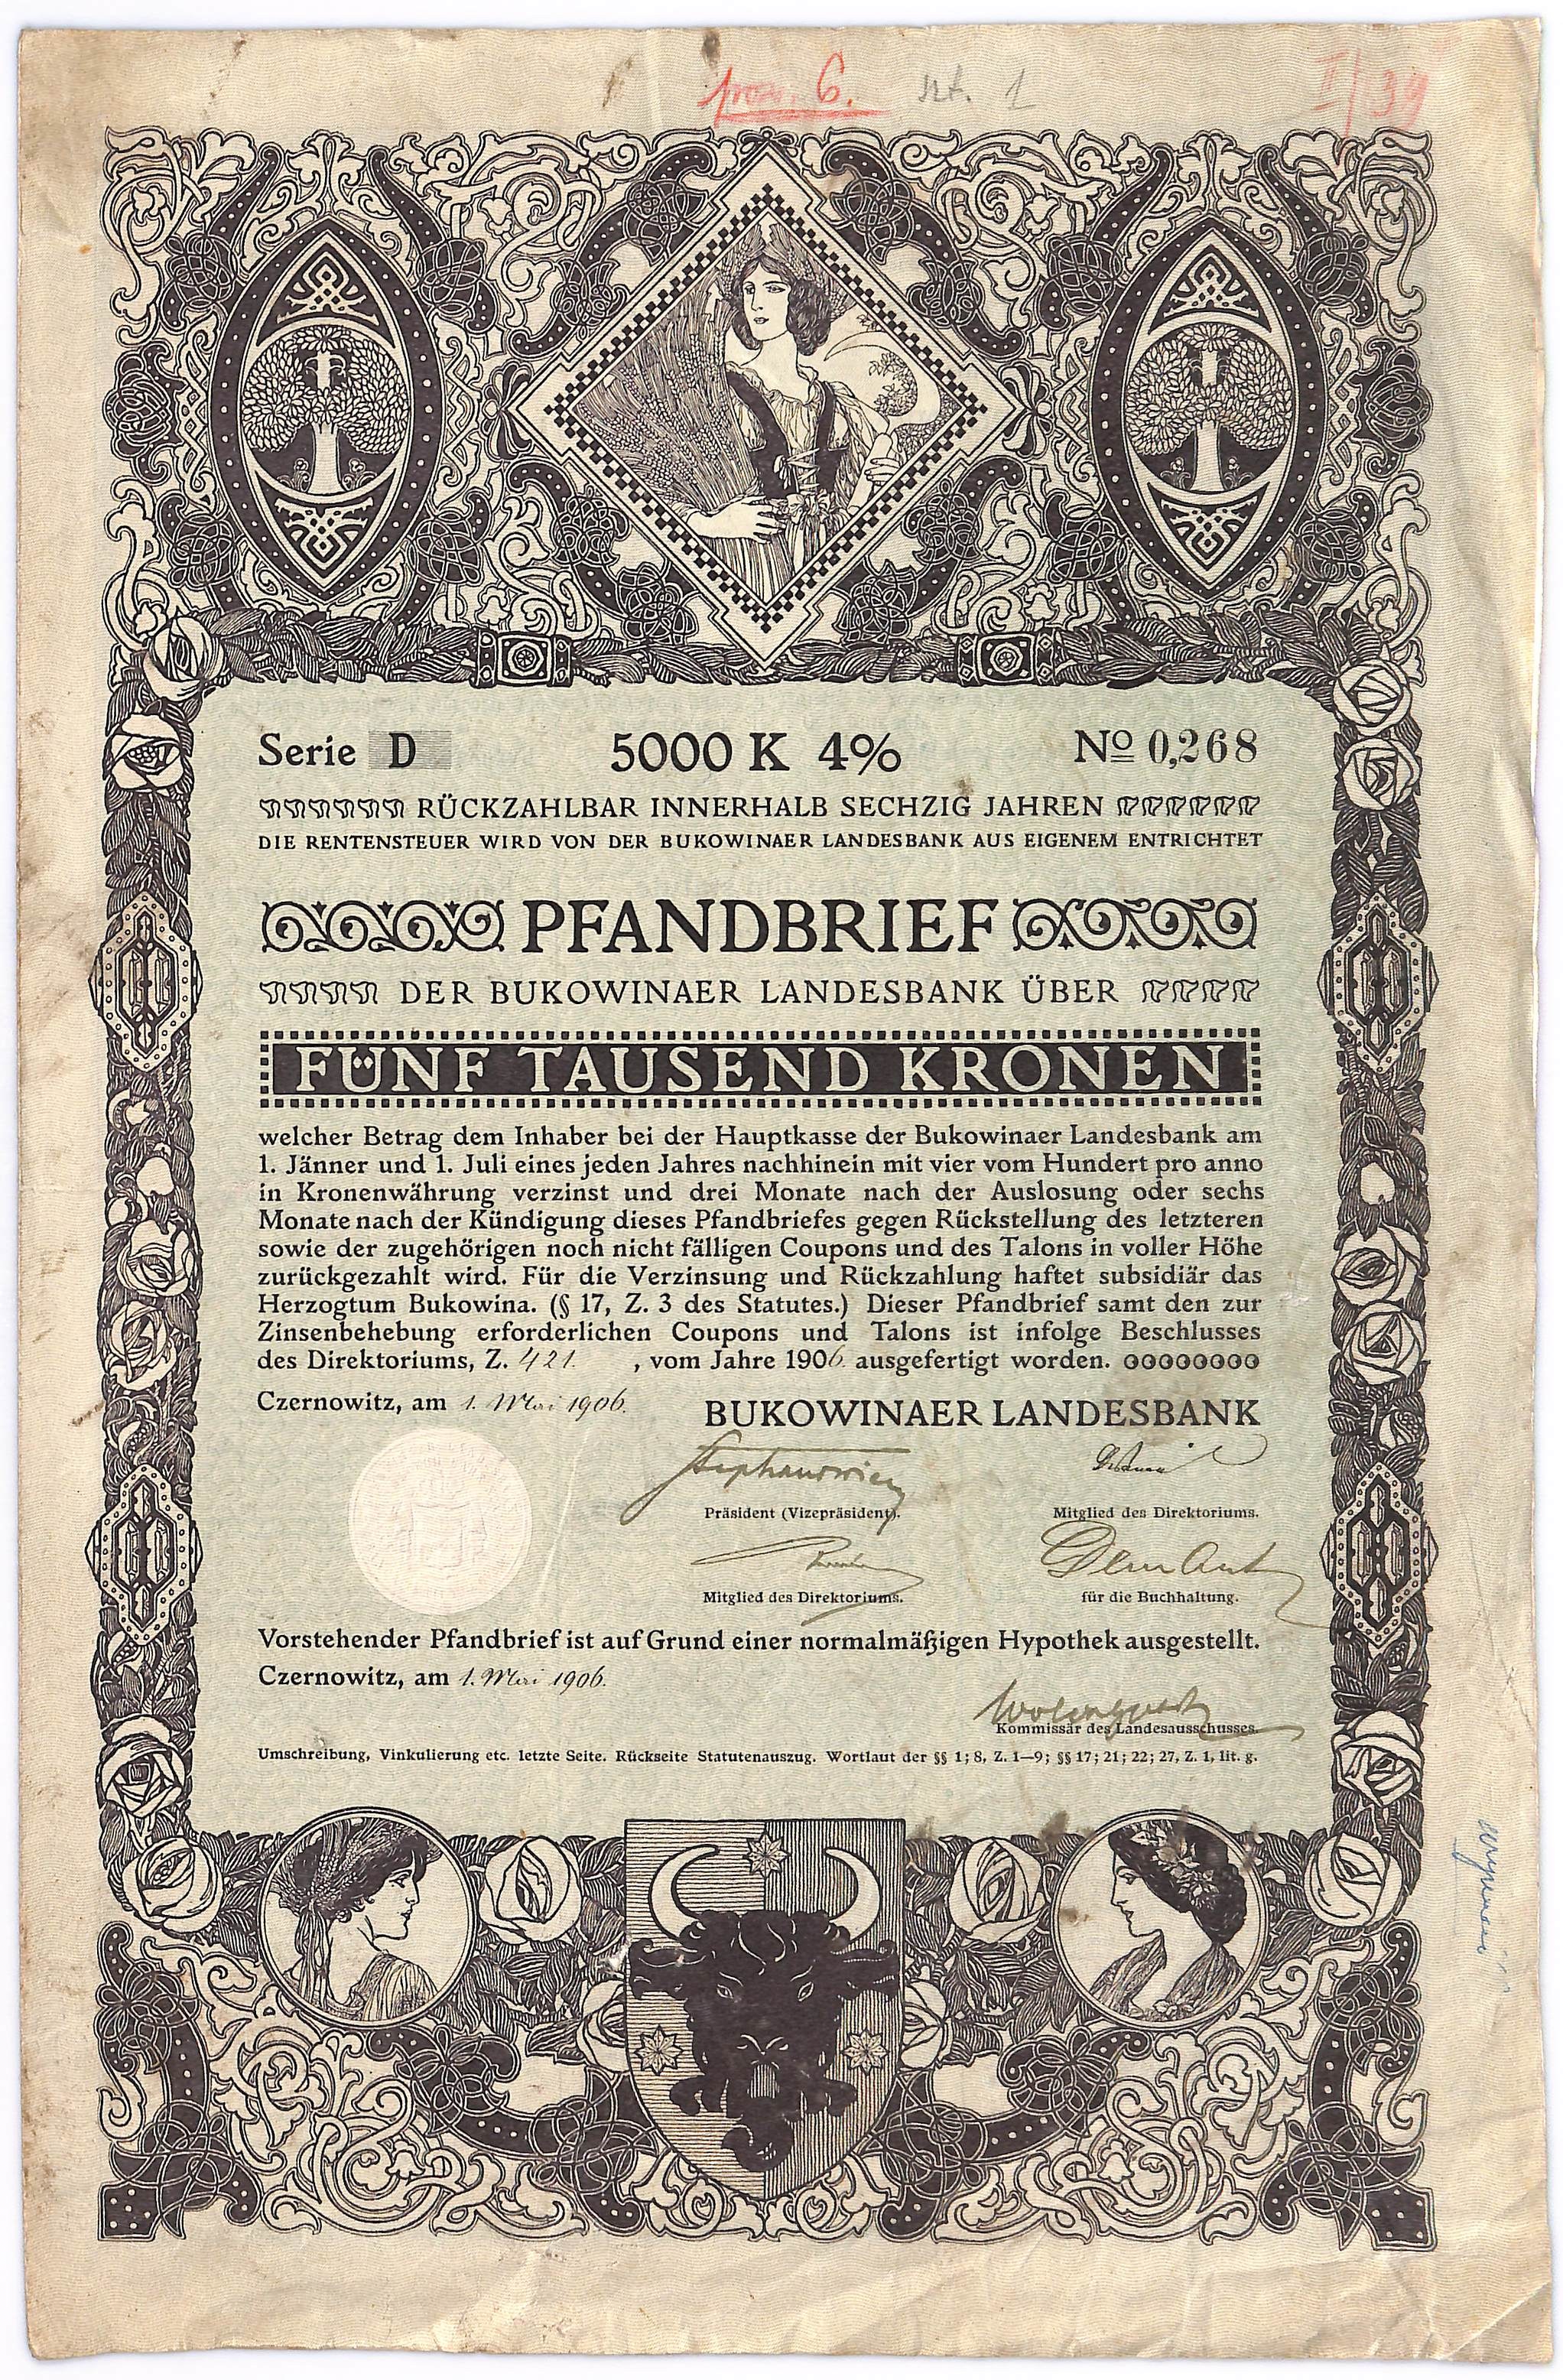 6. szt. 1 II/39
Serie D 5000 K 4% No 0,268
RÜCKZAHLBAR INNERHALB SECHZIG JAHREN
DIE RENTENSTEUER WIRD VON DER BUKOWINAER LANDESBANK AUS EIGENEM ENTRICHTET
PFANDBRIEF
DER BUKOWINAER LANDESBANK ÜBER
FÜNF TAUSEND KRONEN
welcher Betrag dem Inhaber bei der Hauptkasse der Bukowinaer Landesbank am
1. Jänner und 1. Juli eines jeden Jahres nachhinein mit vier vom Hundert pro anno
in Kronenwährung verzinst und drei Monate nach der Auslosung oder sechs
Monate nach der Kündigung dieses Pfandbriefes gegen Rückstellung des letzteren
sowie der zugehörigen noch nicht fälligen Coupons und des Talons in voller Höhe
zurückgezahlt wird. Für die Verzinsung und Rückzahlung haftet subsidiär das
Herzogtum Bukowina. (§ 17, Z. 3 des Statutes.) Dieser Pfandbrief samt den zur
Zinsenbehebung erforderlichen Coupons und Talons ist infolge Beschlusses
des Direktoriums, Z. 421. , vom Jahre 1906 ausgefertigt worden.
Czernowitz, am 1. Mai 1906.
BUKOWINAER LANDESBANK
Präsident (Vizepräsident). Mitglied des Direktoriums.
Mitglied des Direktoriums. für die Buchhaltung.
Vorstehender Pfandbrief ist auf Grund einer normalmäßigen Hypothek ausgestellt.
Czernowitz, am 1. Mai 1906.
Kommissär des Landesausschusses.
Umschreibung, Vinkulierung etc. letzte Seite. Rückseite Statutenauszug. Wortlaut der §§ 1; 8, Z. 1—9; §§ 17; 21; 22; 27, Z. 1, lit. g.